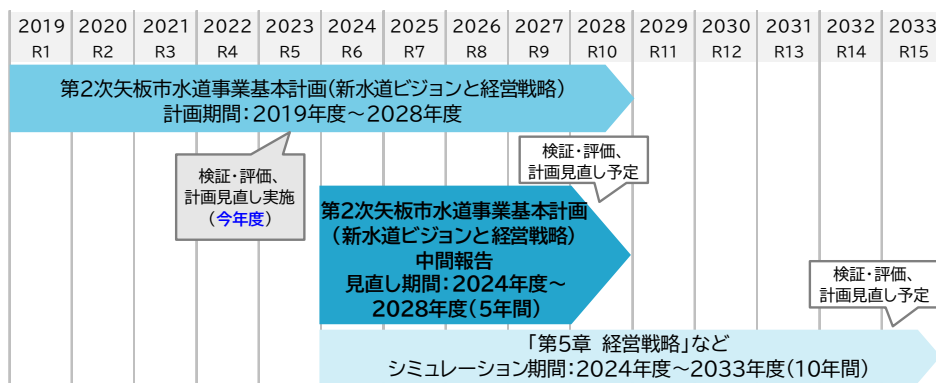 2019 2020 2021 2022 2023 2024 2025 2026 2027 2028 2029 2030 2031 2032 2033
R1 R2 R3 R4 R5 R6 R7 R8 R9 R10 R11 R12 R13 R14 R15
第2次矢板市水道事業基本計画(新水道ビジョンと経営戦略)
計画期間：2019年度～2028年度
検証・評価、
計画見直し実施
（今年度）
検証・評価、
計画見直し予定
第2次矢板市水道事業基本計画
（新水道ビジョンと経営戦略）
中間報告
見直し期間：2024年度～
2028年度（5年間）
検証・評価、
計画見直し予定
「第5章 経営戦略」など
シミュレーション期間：2024年度～2033年度(10年間)